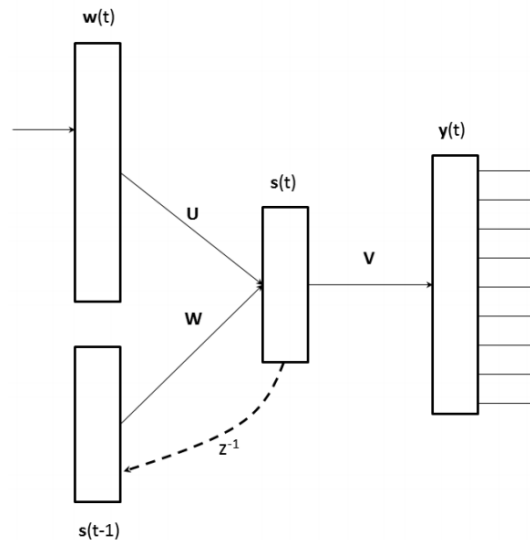 w(t)
y(t)
s(t)
U
V
W
z⁻¹
s(t-1)